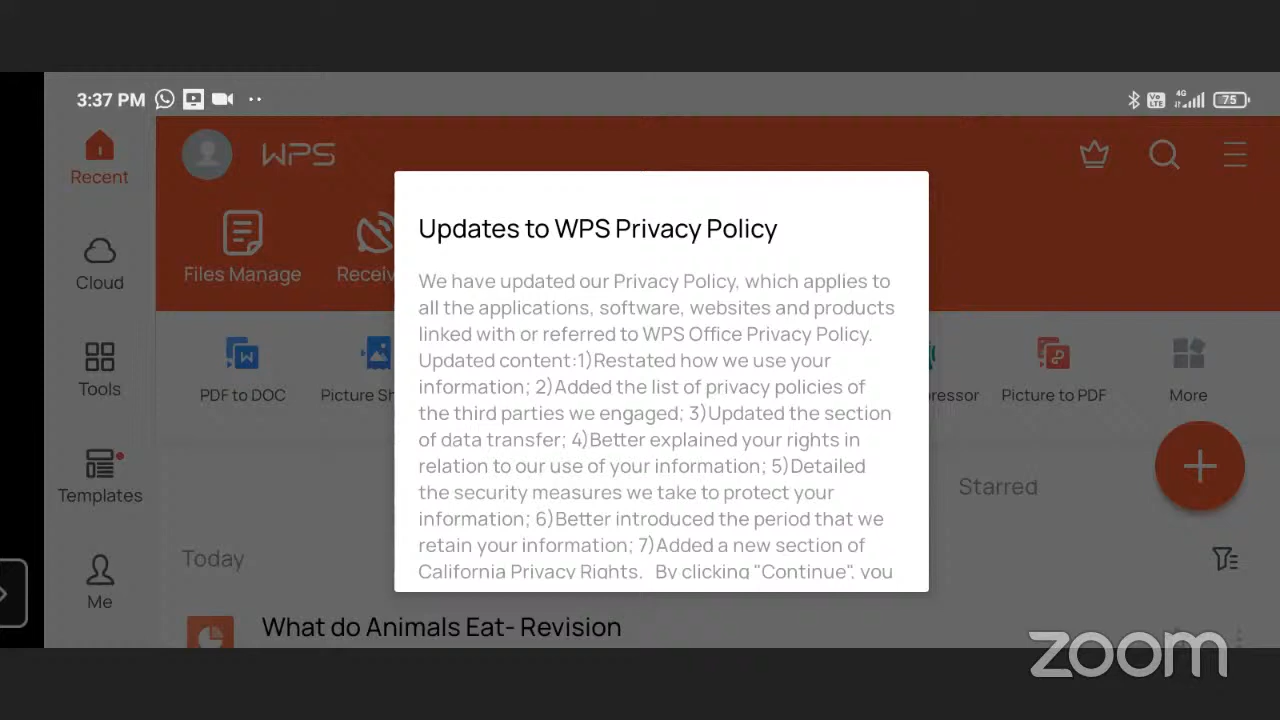 3:37 PM
VoLTE
4G
75
Recent
WPS
Files Manage
Receiv
Cloud
Tools
Templates
Me
PDF to DOC
Picture Sh
ressor
Picture to PDF
More
Starred
Today
What do Animals Eat- Revision
Updates to WPS Privacy Policy
We have updated our Privacy Policy, which applies to
all the applications, software, websites and products
linked with or referred to WPS Office Privacy Policy.
Updated content:1)Restated how we use your
information; 2)Added the list of privacy policies of
the third parties we engaged; 3)Updated the section
of data transfer; 4)Better explained your rights in
relation to our use of your information; 5)Detailed
the security measures we take to protect your
information; 6)Better introduced the period that we
retain your information; 7)Added a new section of
California Privacy Rights. By clicking "Continue", you
zoom